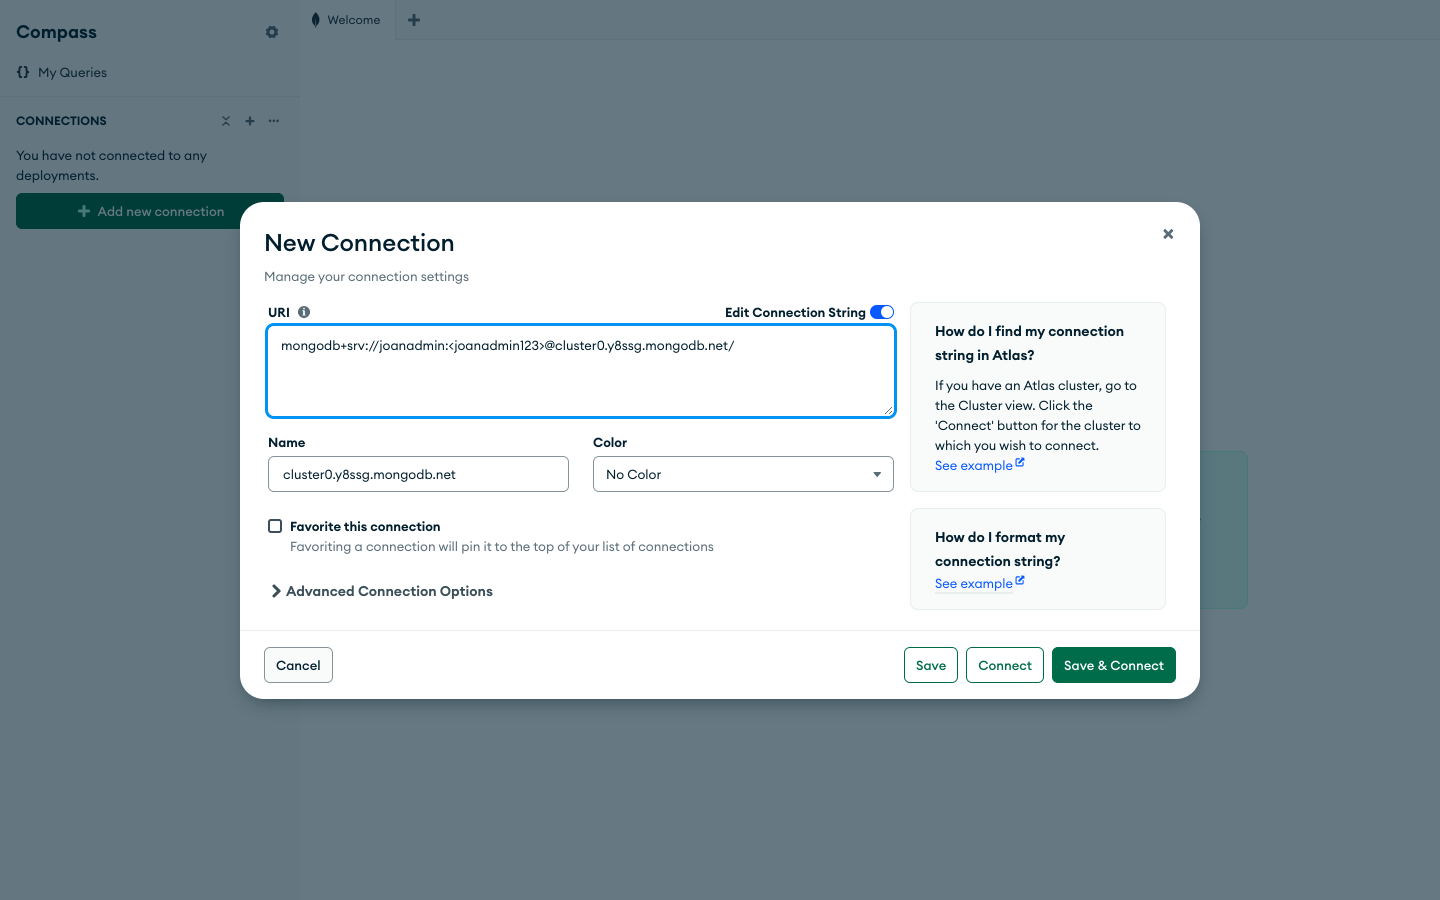 Compass
My Queries
CONNECTIONS
You have not connected to any
deployments.
Add new connection
Welcome
New Connection
Manage your connection settings
URI
Edit Connection String
mongodb+srv://joanadmin:<joanadmin123>@cluster0.y8ssg.mongodb.net/
Name
Color
cluster0.y8ssg.mongodb.net
No Color
Favorite this connection
Favoriting a connection will pin it to the top of your list of connections
Advanced Connection Options
How do I find my connection
string in Atlas?
If you have an Atlas cluster, go to
the Cluster view. Click the
'Connect' button for the cluster to
which you wish to connect.
See example
How do I format my
connection string?
See example
Cancel
Save
Connect
Save & Connect